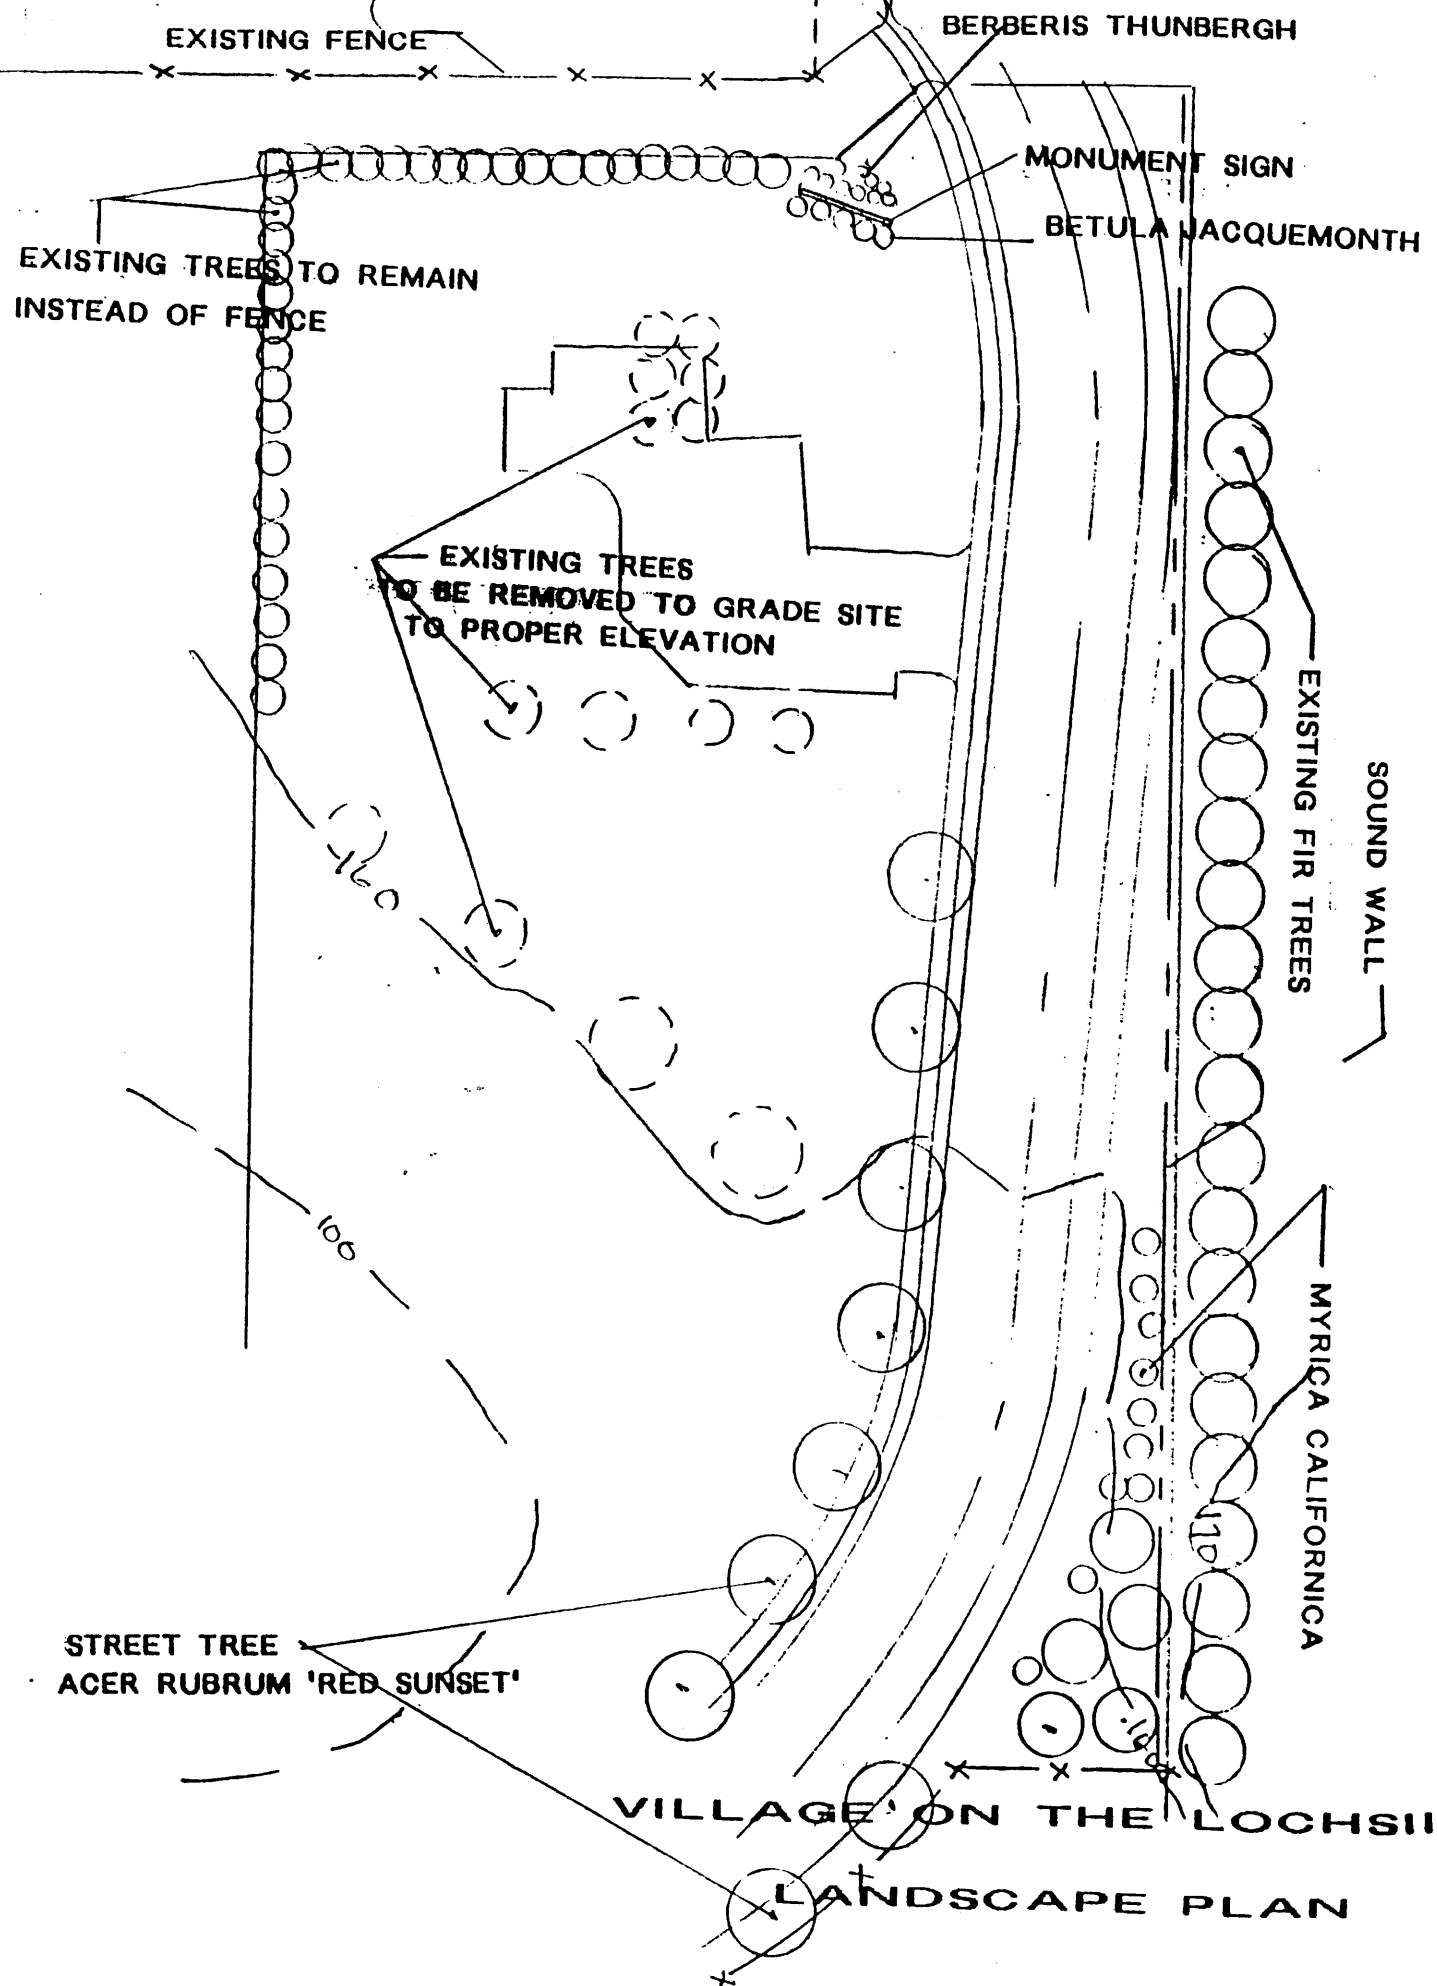 EXISTING FENCE
BERBERIS THUNBERGH
MONUMENT SIGN
BETULA JACQUEMONTH
EXISTING TREES TO REMAIN
INSTEAD OF FENCE
EXISTING TREES
TO BE REMOVED TO GRADE SITE
TO PROPER ELEVATION
EXISTING FIR TREES
SOUND WALL
160
100
MYRICA CALIFORNICA
170
STREET TREE
ACER RUBRUM 'RED SUNSET'
VILLAGE ON THE LOCHSII
LANDSCAPE PLAN